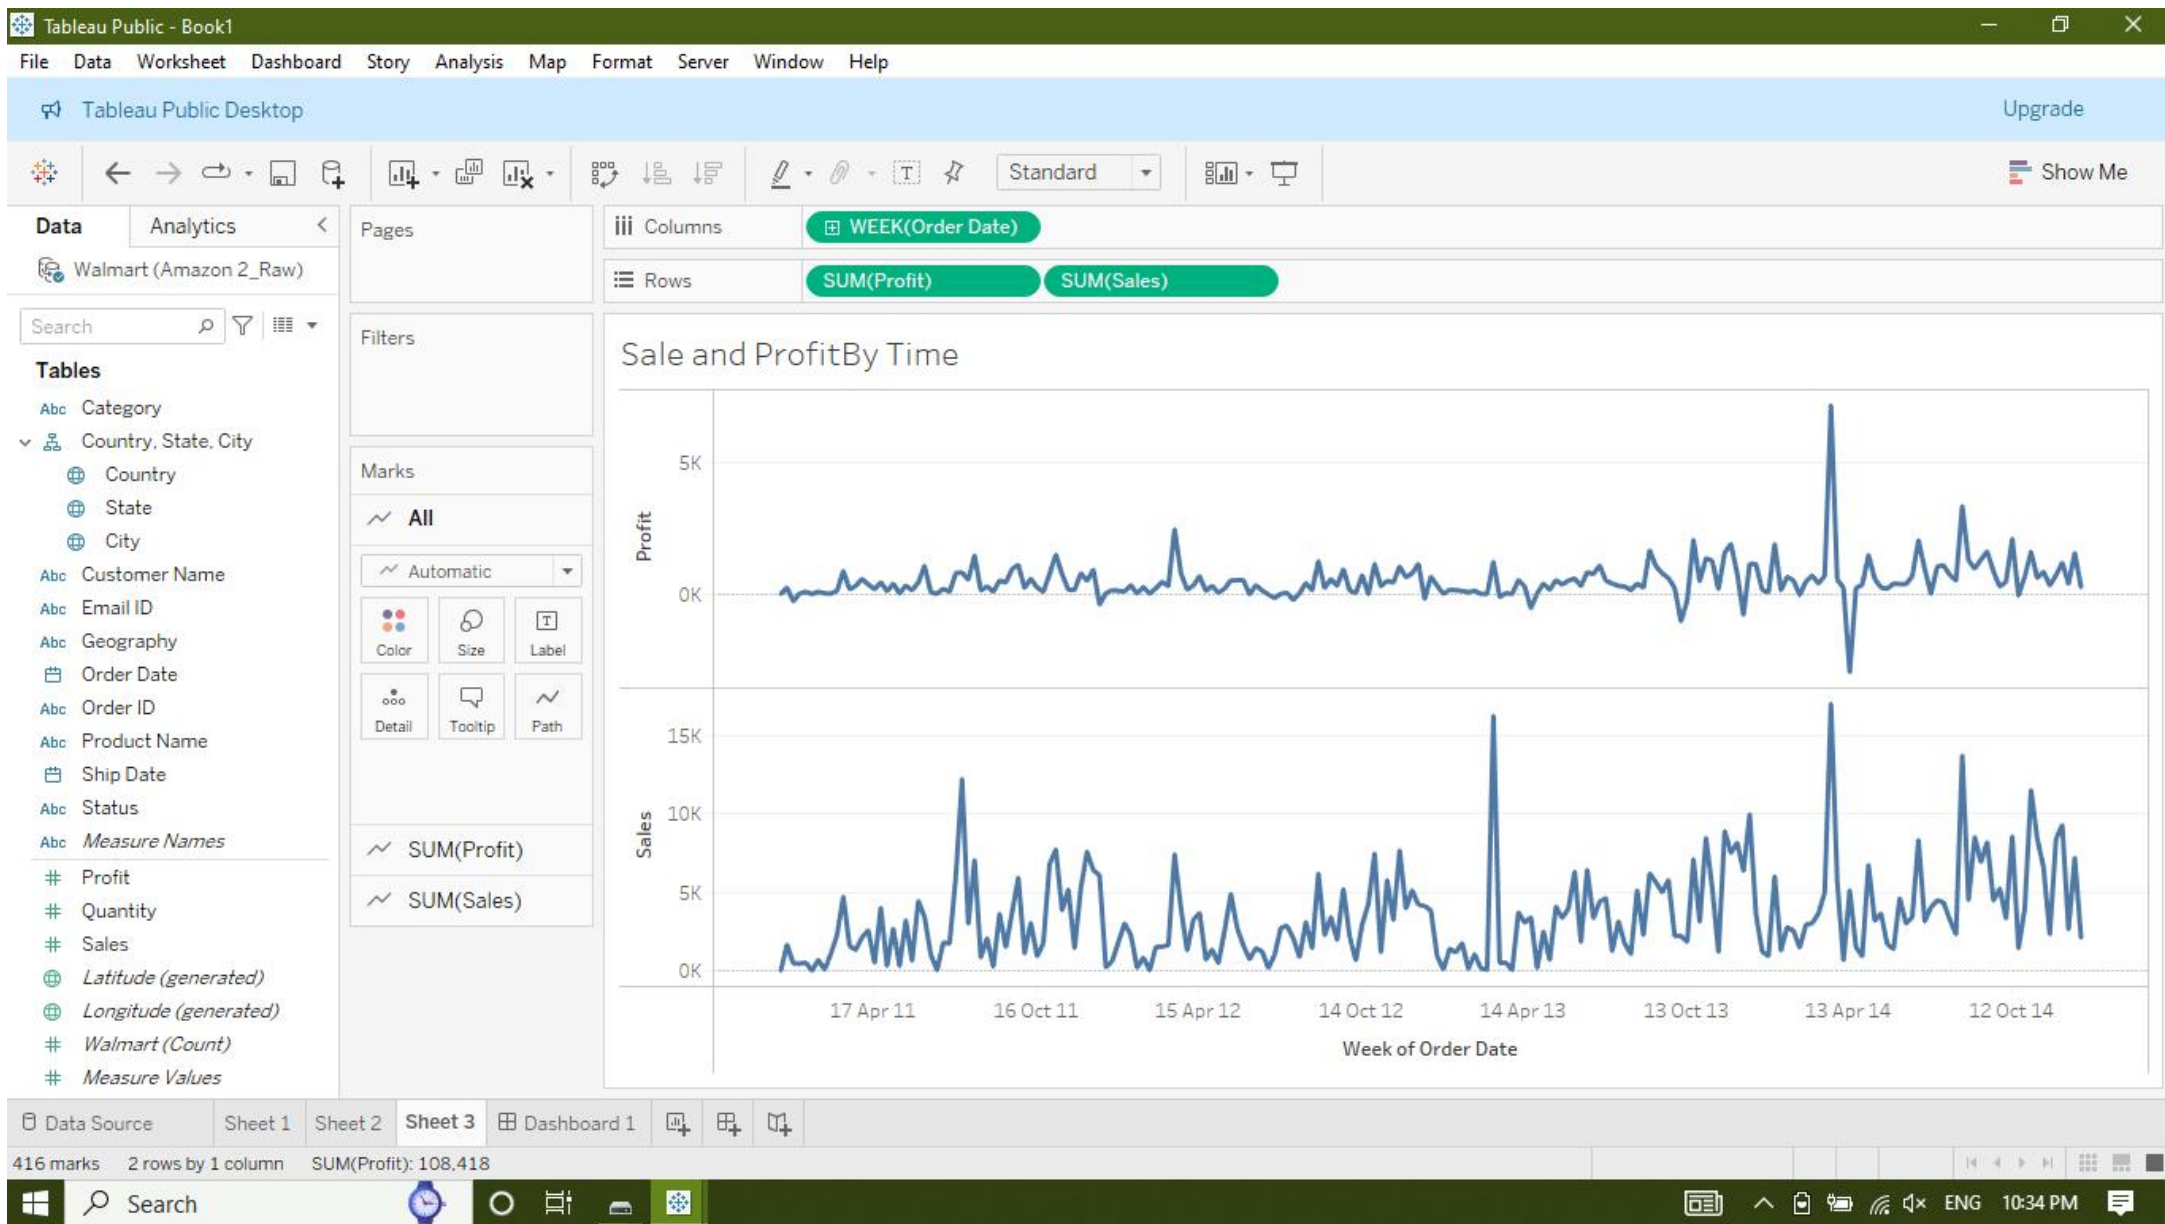 Tableau Public - Book1
File Data Worksheet Dashboard Story Analysis Map Format Server Window Help
Tableau Public Desktop
Upgrade
Standard
Show Me
Data Analytics
Walmart (Amazon 2_Raw)
Search
Tables
Abc Category
Country, State, City
Country
State
City
Abc Customer Name
Abc Email ID
Abc Geography
Order Date
Abc Order ID
Abc Product Name
Ship Date
Abc Status
Abc Measure Names
# Profit
# Quantity
# Sales
Latitude (generated)
Longitude (generated)
# Walmart (Count)
# Measure Values
Pages
Filters
Marks
All
Automatic
Color Size Label
Detail Tooltip Path
SUM(Profit)
SUM(Sales)
Columns WEEK(Order Date)
Rows SUM(Profit) SUM(Sales)
Sale and ProfitBy Time
Profit
5K
0K
Sales
15K
10K
5K
0K
17 Apr 11 16 Oct 11 15 Apr 12 14 Oct 12 14 Apr 13 13 Oct 13 13 Apr 14 12 Oct 14
Week of Order Date
Data Source Sheet 1 Sheet 2 Sheet 3 Dashboard 1
416 marks 2 rows by 1 column SUM(Profit): 108,418
Search
ENG 10:34 PM